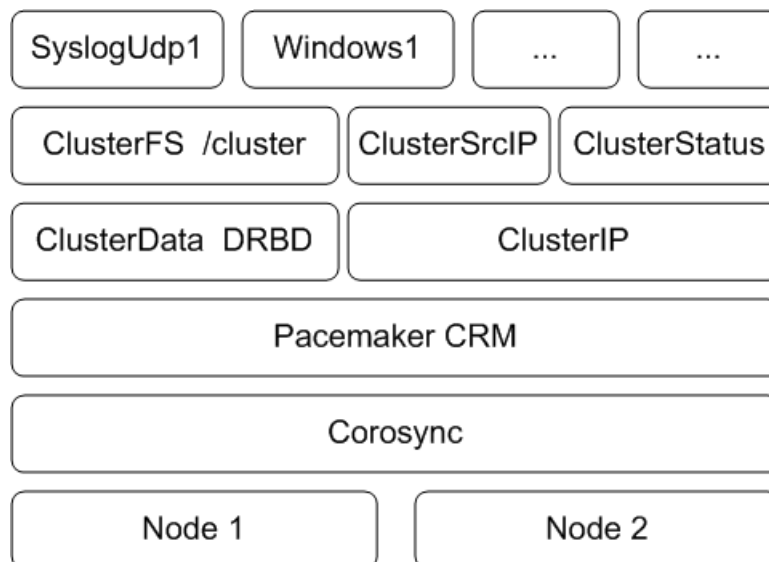 SyslogUdp1 Windows1 ... ...
ClusterFS /cluster ClusterSrcIP ClusterStatus
ClusterData DRBD ClusterIP
Pacemaker CRM
Corosync
Node 1 Node 2